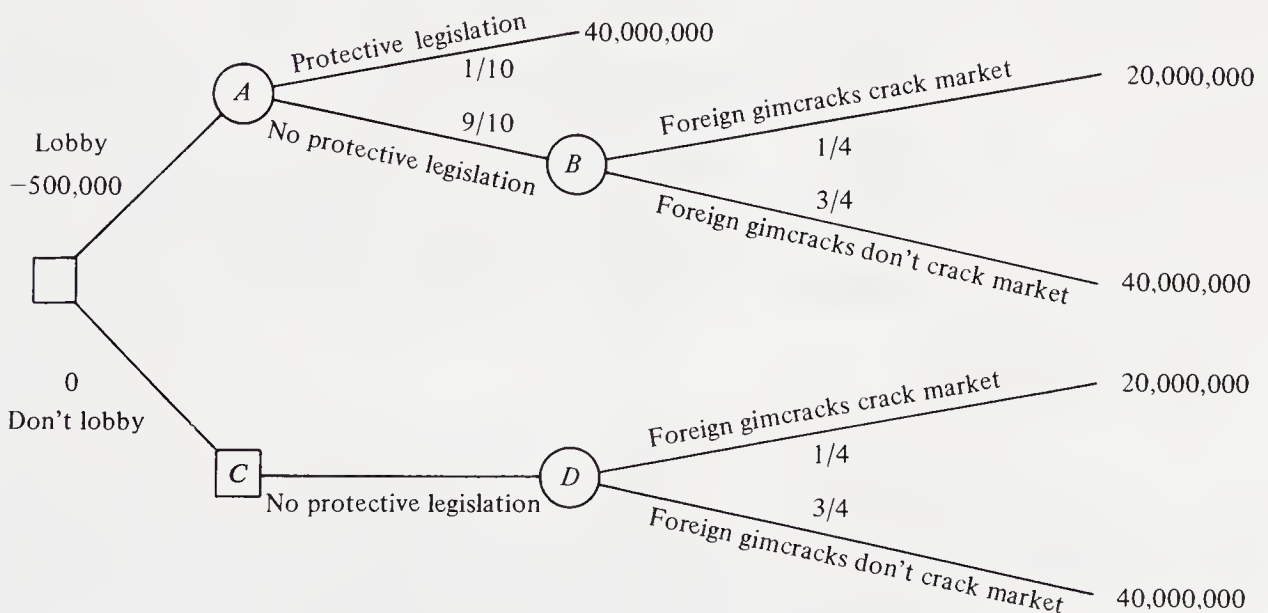 Protective legislation
40,000,000
1/10
A
Foreign gimcracks crack market
20,000,000
9/10
No protective legislation
B
1/4
Lobby
−500,000
3/4
Foreign gimcracks don't crack market
40,000,000
0
Don't lobby
Foreign gimcracks crack market
20,000,000
1/4
C
No protective legislation
D
3/4
Foreign gimcracks don't crack market
40,000,000